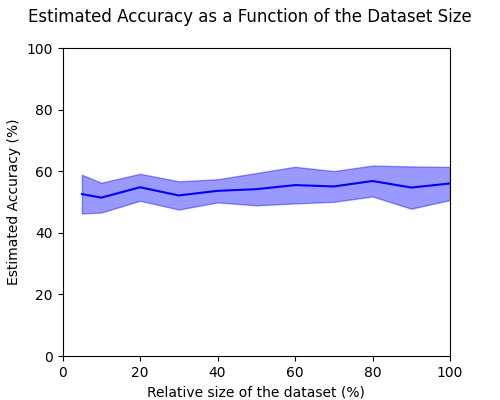 Estimated Accuracy as a Function of the Dataset Size
100
80
60
40
20
0
Estimated Accuracy (%)
0 20 40 60 80 100
Relative size of the dataset (%)